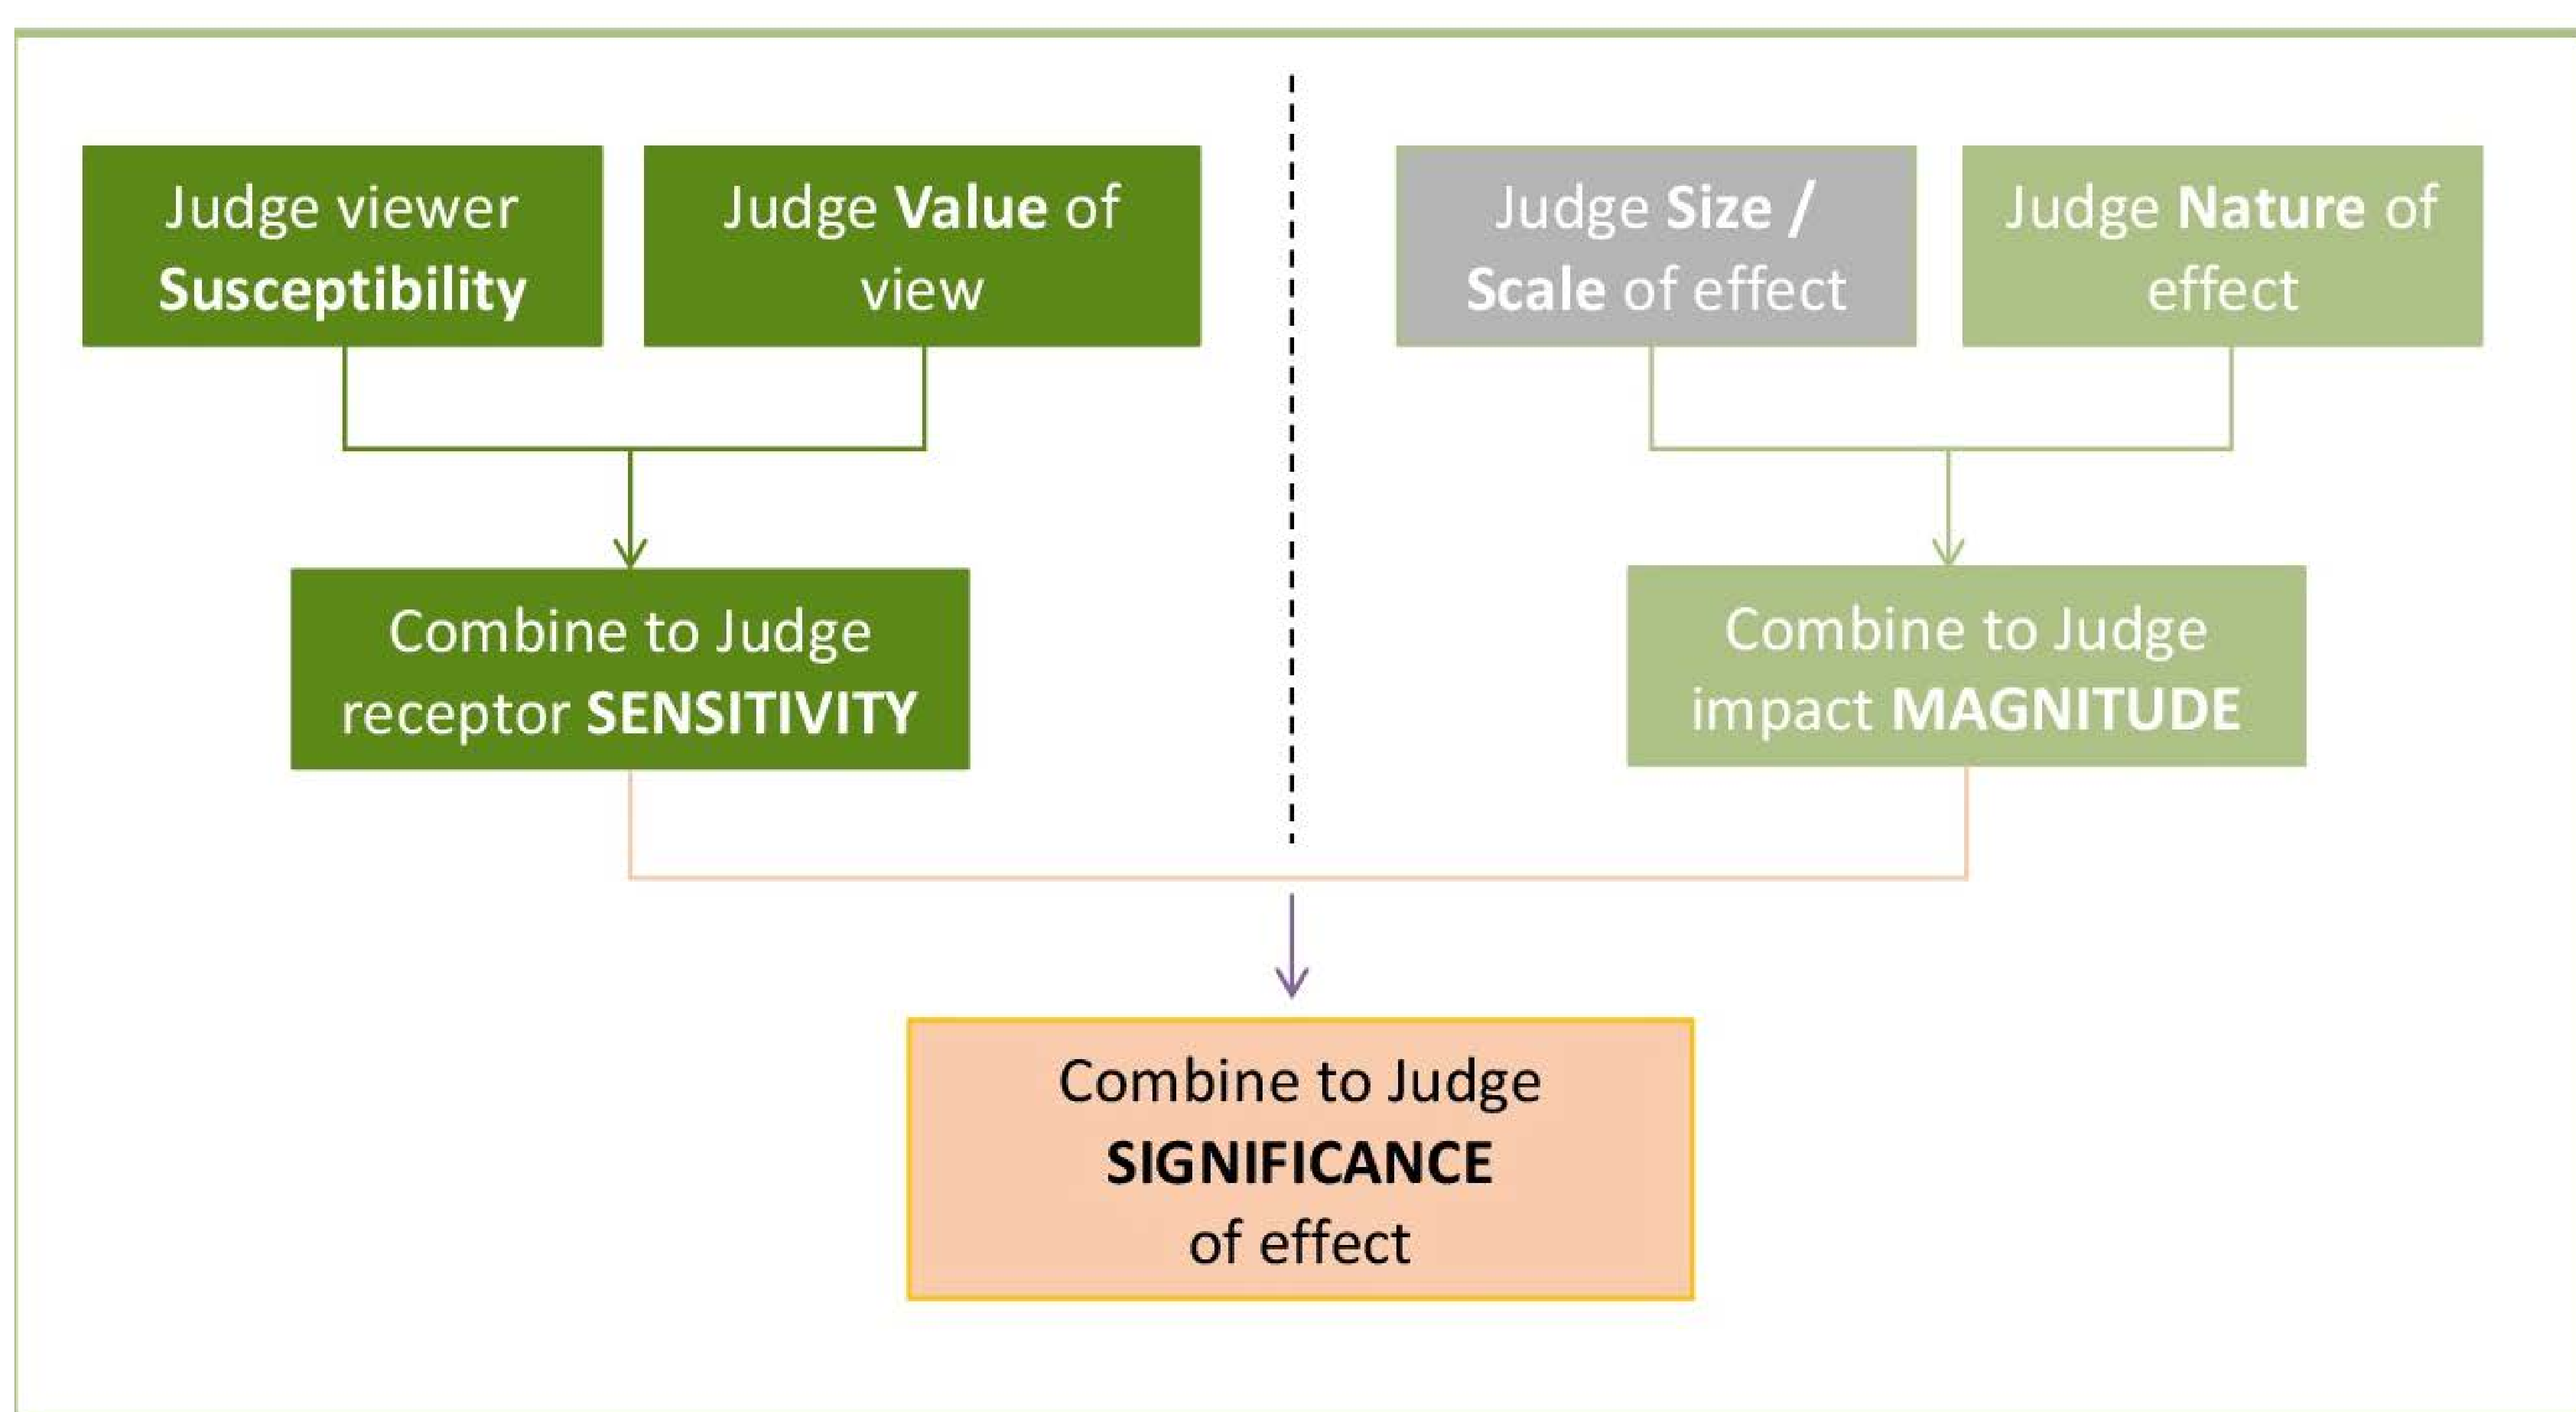 Judge viewer
Susceptibility
Judge Value of
view
Judge Size /
Scale of effect
Judge Nature of
effect
Combine to Judge
receptor SENSITIVITY
Combine to Judge
impact MAGNITUDE
Combine to Judge
SIGNIFICANCE
of effect